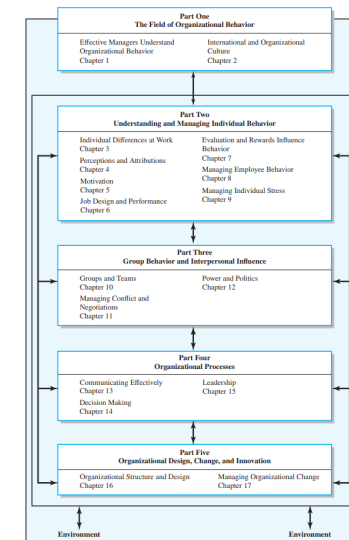 Part One
The Field of Organizational Behavior
Effective Managers Understand
Organizational Behavior
Chapter 1
International and Organizational
Culture
Chapter 2
Part Two
Understanding and Managing Individual Behavior
Individual Differences at Work
Chapter 3
Perceptions and Attributions
Chapter 4
Motivation
Chapter 5
Job Design and Performance
Chapter 6
Evaluation and Rewards Influence
Behavior
Chapter 7
Managing Employee Behavior
Chapter 8
Managing Individual Stress
Chapter 9
Part Three
Group Behavior and Interpersonal Influence
Groups and Teams
Chapter 10
Managing Conflict and
Negotiations
Chapter 11
Power and Politics
Chapter 12
Part Four
Organizational Processes
Communicating Effectively
Chapter 13
Decision Making
Chapter 14
Leadership
Chapter 15
Part Five
Organizational Design, Change, and Innovation
Organizational Structure and Design
Chapter 16
Managing Organizational Change
Chapter 17
Environment
Environment